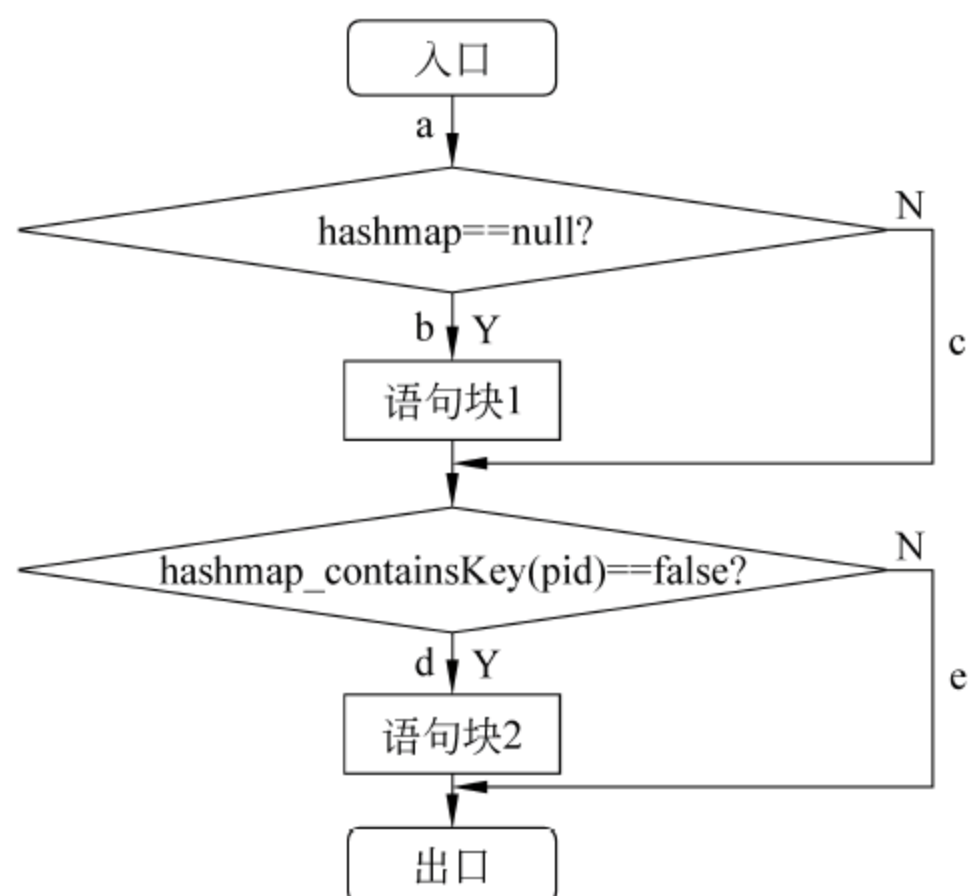 入口
a
hashmap==null?
N
b Y
c
语句块1
hashmap_containsKey(pid)==false?
N
d Y
e
语句块2
出口